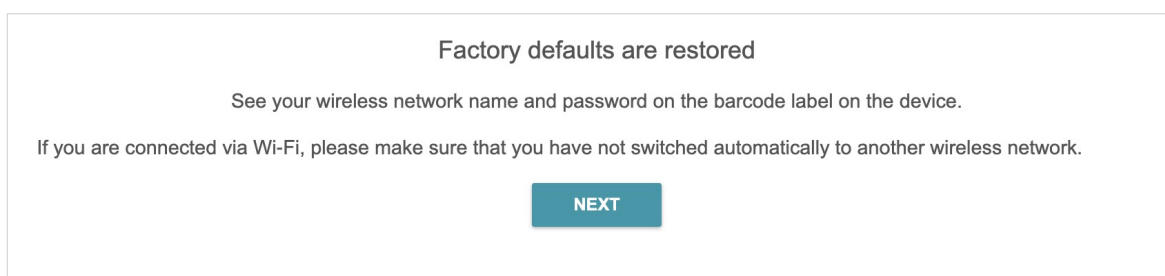 Factory defaults are restored
See your wireless network name and password on the barcode label on the device.
If you are connected via Wi-Fi, please make sure that you have not switched automatically to another wireless network.
NEXT